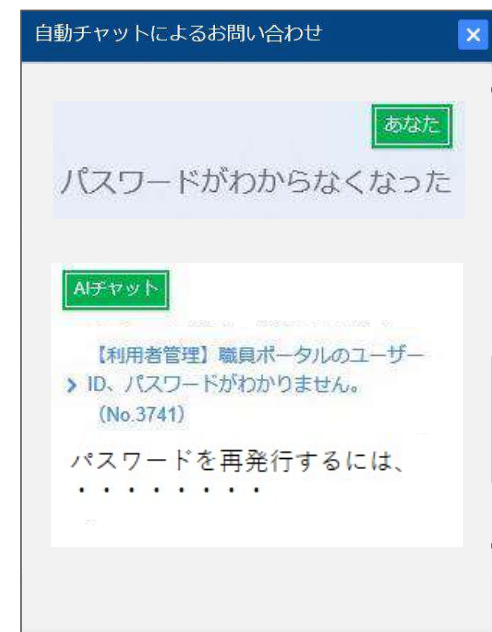 自動チャットによるお問い合わせ
あなた
パスワードがわからなくなった
AIチャット
【利用者管理】職員ポータルのユーザー
ID、パスワードがわかりません。
（No.3741）
パスワードを再発行するには、
・・・・・・・・